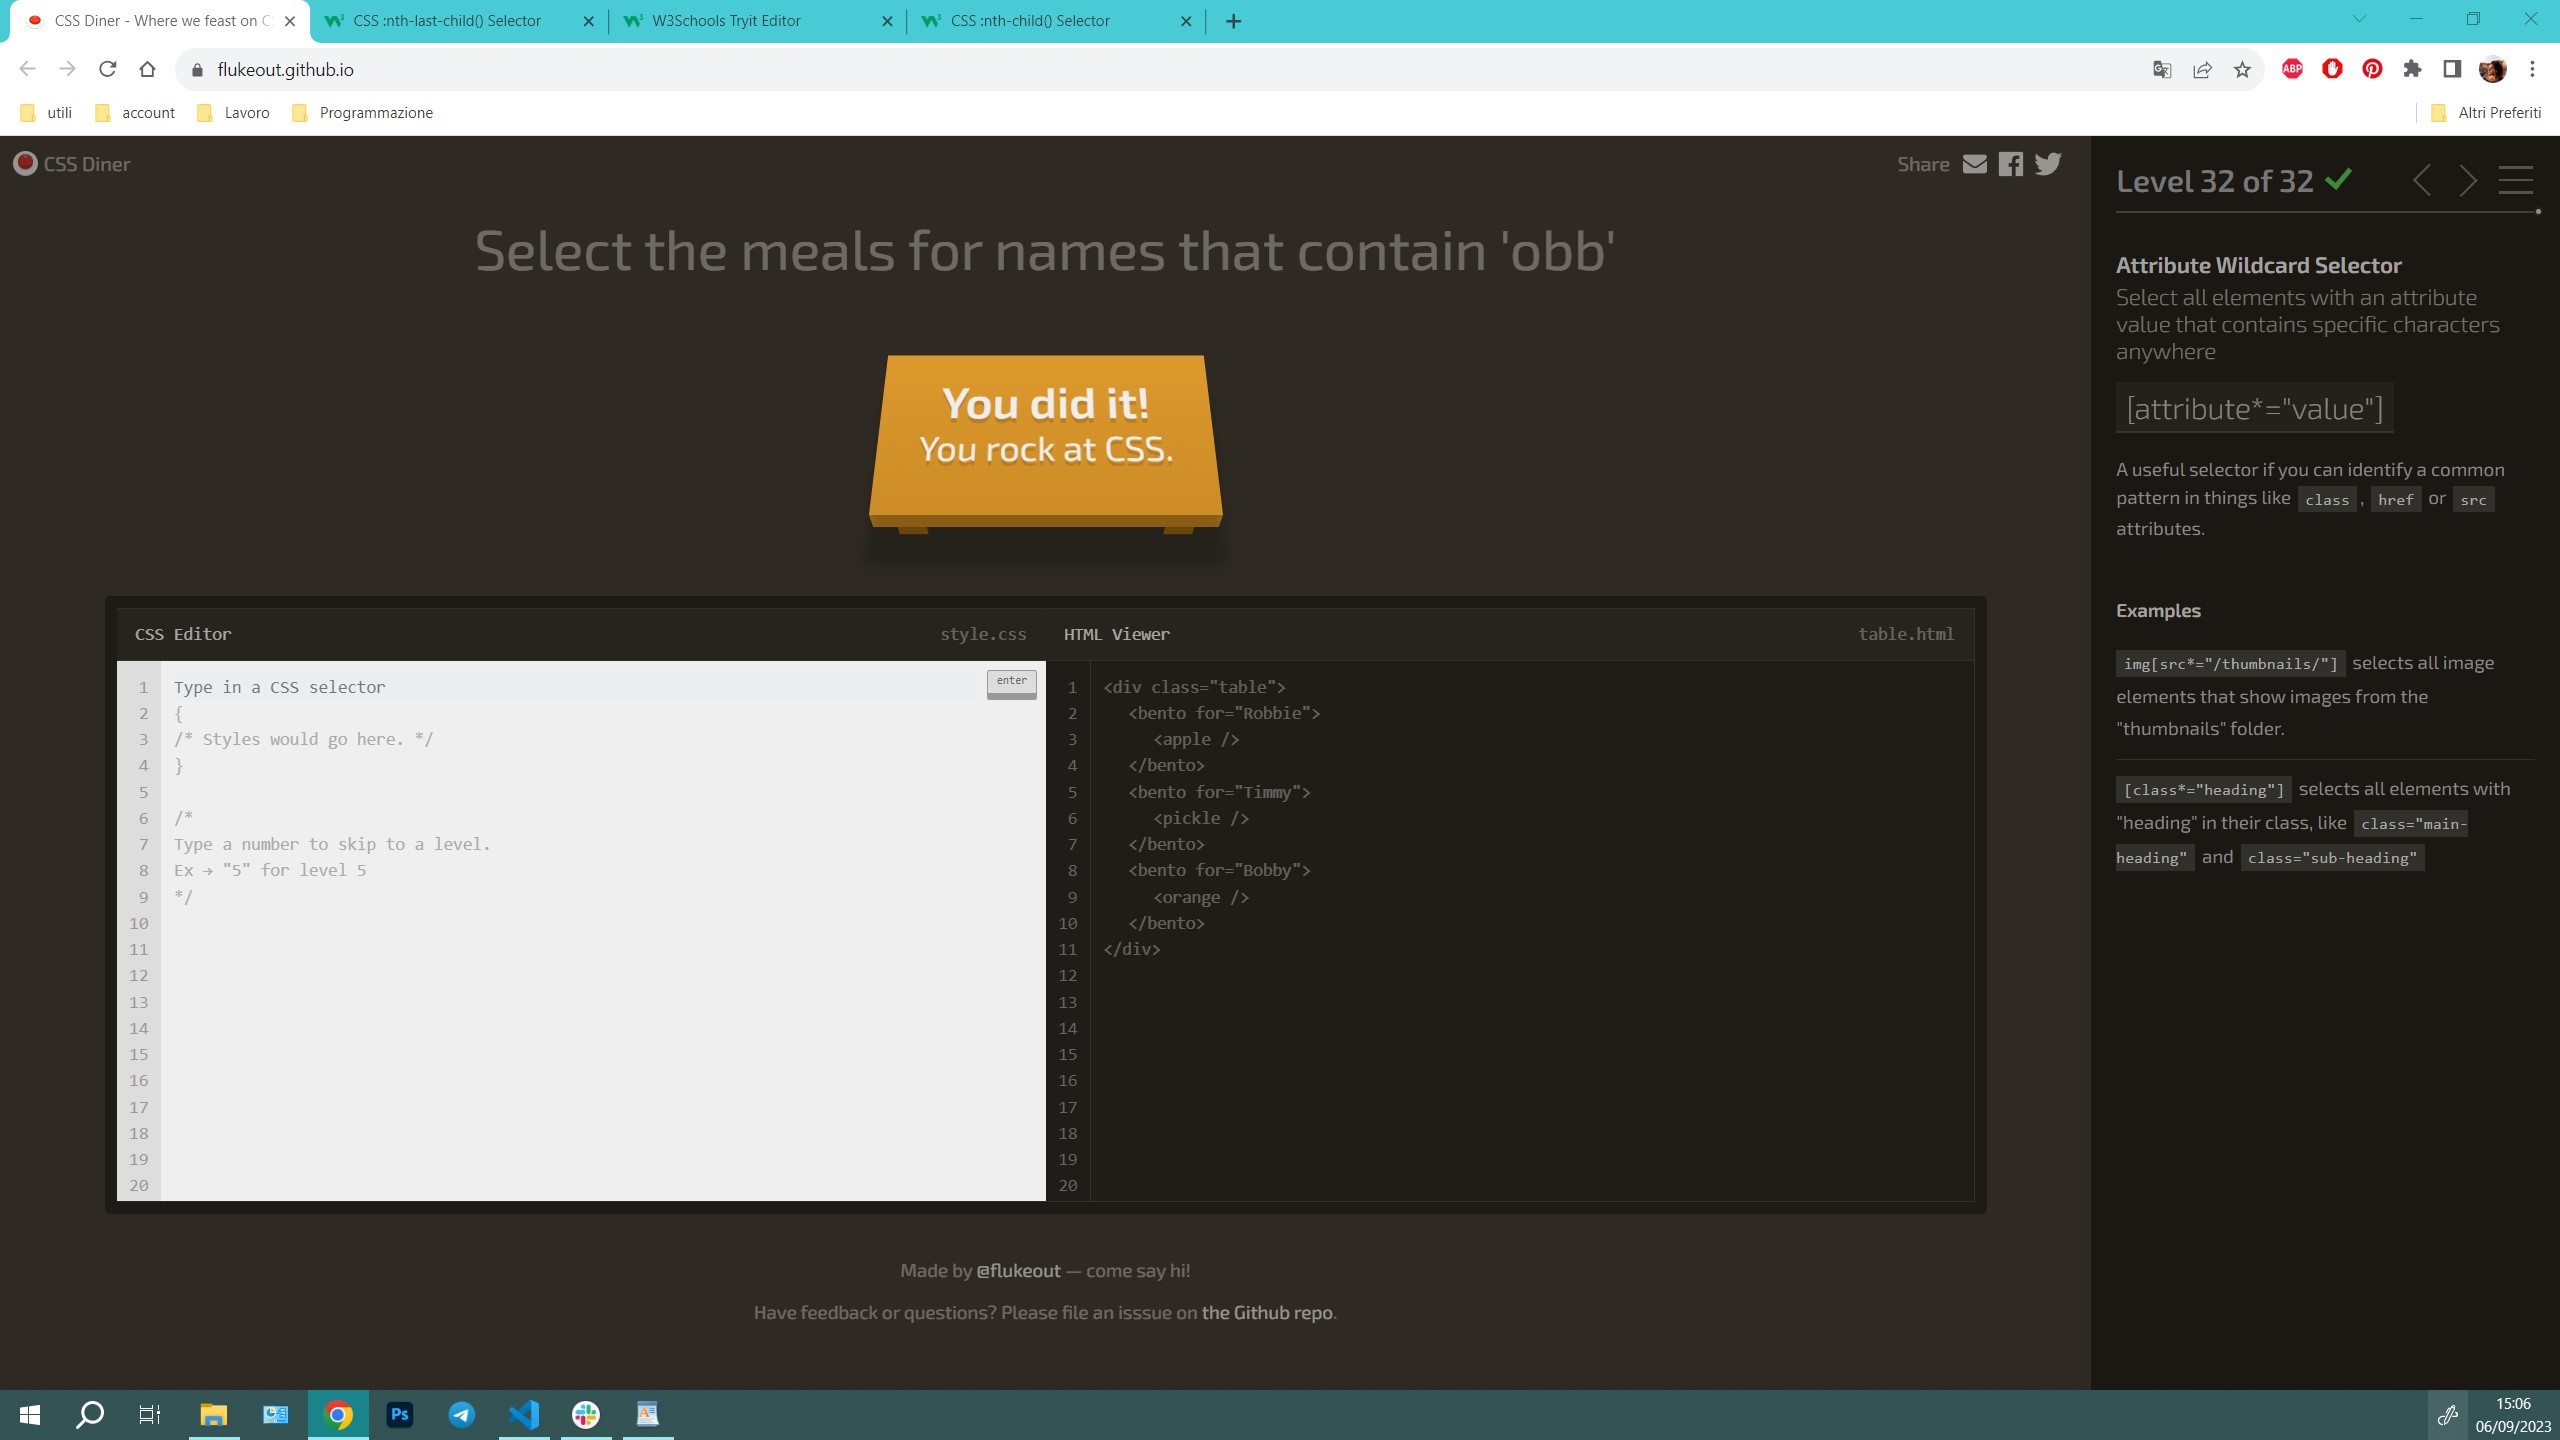 CSS Diner - Where we feast on C
CSS :nth-last-child() Selector
W3Schools Tryit Editor
CSS :nth-child() Selector
flukeout.github.io
ABP
utili
account
Lavoro
Programmazione
Altri Preferiti
CSS Diner
Share
Select the meals for names that contain 'obb'
You did it!
You rock at CSS.
CSS Editor
style.css
enter
1 Type in a CSS selector
2 {
3 /* Styles would go here. */
4 }
5
6 /*
7 Type a number to skip to a level.
8 Ex → "5" for level 5
9 */
10
11
12
13
14
15
16
17
18
19
20
HTML Viewer
table.html
1 <div class="table">
2 <bento for="Robbie">
3 <apple />
4 </bento>
5 <bento for="Timmy">
6 <pickle />
7 </bento>
8 <bento for="Bobby">
9 <orange />
10 </bento>
11 </div>
12
13
14
15
16
17
18
19
20
Made by @flukeout — come say hi!
Have feedback or questions? Please file an isssue on the Github repo.
Level 32 of 32
Attribute Wildcard Selector
Select all elements with an attribute
value that contains specific characters
anywhere
[attribute*="value"]
A useful selector if you can identify a common
pattern in things like class , href or src
attributes.
Examples
img[src*="/thumbnails/"] selects all image
elements that show images from the
"thumbnails" folder.
[class*="heading"] selects all elements with
"heading" in their class, like class="main-
heading" and class="sub-heading"
Ps
15:06
06/09/2023